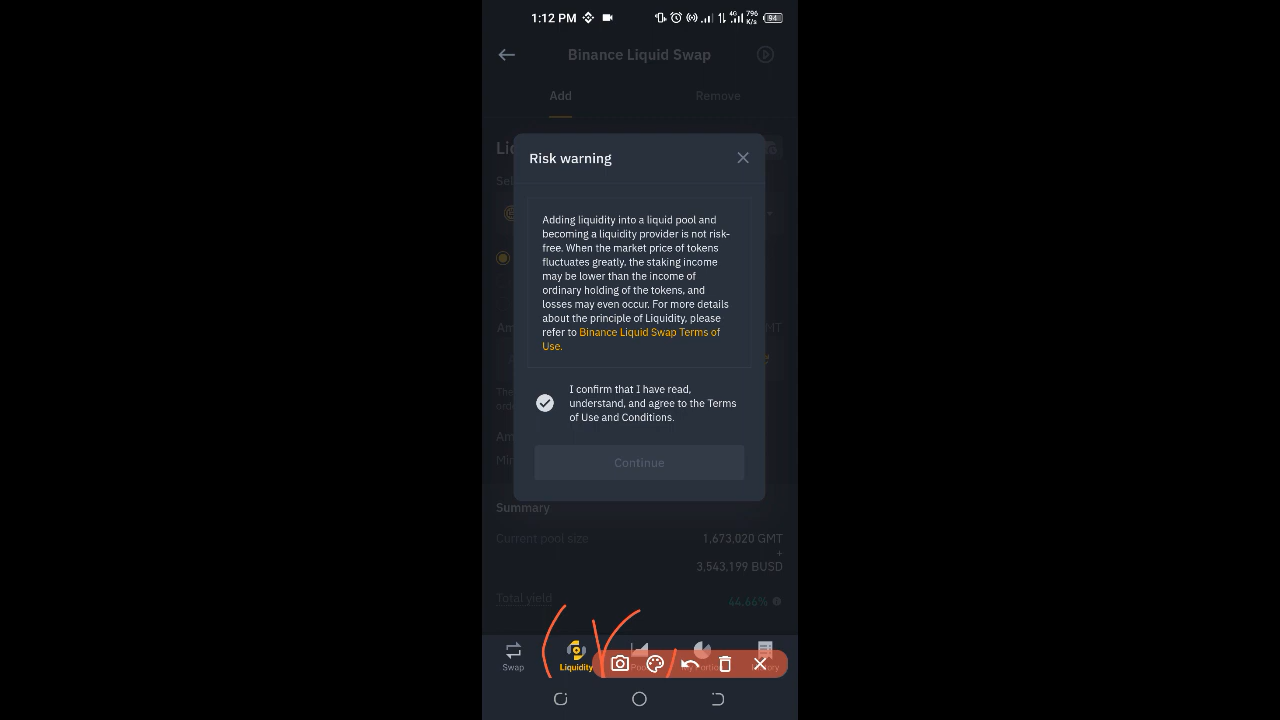 1:12 PM
4G 796 K/s 94
Binance Liquid Swap
Add Remove
Risk warning
Adding liquidity into a liquid pool and
becoming a liquidity provider is not risk-
free. When the market price of tokens
fluctuates greatly, the staking income
may be lower than the income of
ordinary holding of the tokens, and
losses may even occur. For more details
about the principle of Liquidity, please
refer to Binance Liquid Swap Terms of
Use.
I confirm that I have read,
understand, and agree to the Terms
of Use and Conditions.
Continue
Summary
Current pool size 1,673,020 GMT
+
3,543,199 BUSD
Total yield 44.66%
Swap Liquidity